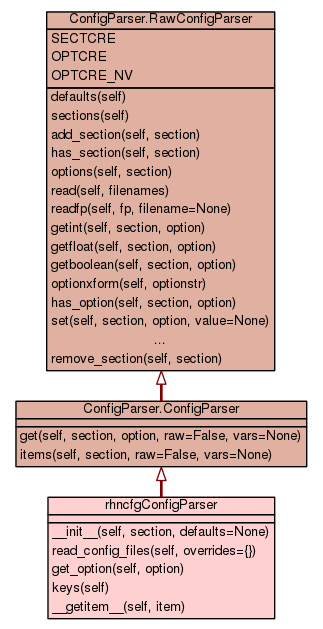 ConfigParser.RawConfigParser
SECTCRE
OPTCRE
OPTCRE_NV
defaults(self)
sections(self)
add_section(self, section)
has_section(self, section)
options(self, section)
read(self, filenames)
readfp(self, fp, filename=None)
getint(self, section, option)
getfloat(self, section, option)
getboolean(self, section, option)
optionxform(self, optionstr)
has_option(self, section, option)
set(self, section, option, value=None)
...
remove_section(self, section)
ConfigParser.ConfigParser
get(self, section, option, raw=False, vars=None)
items(self, section, raw=False, vars=None)
rhncfgConfigParser
__init__(self, section, defaults=None)
read_config_files(self, overrides={})
get_option(self, option)
keys(self)
__getitem__(self, item)